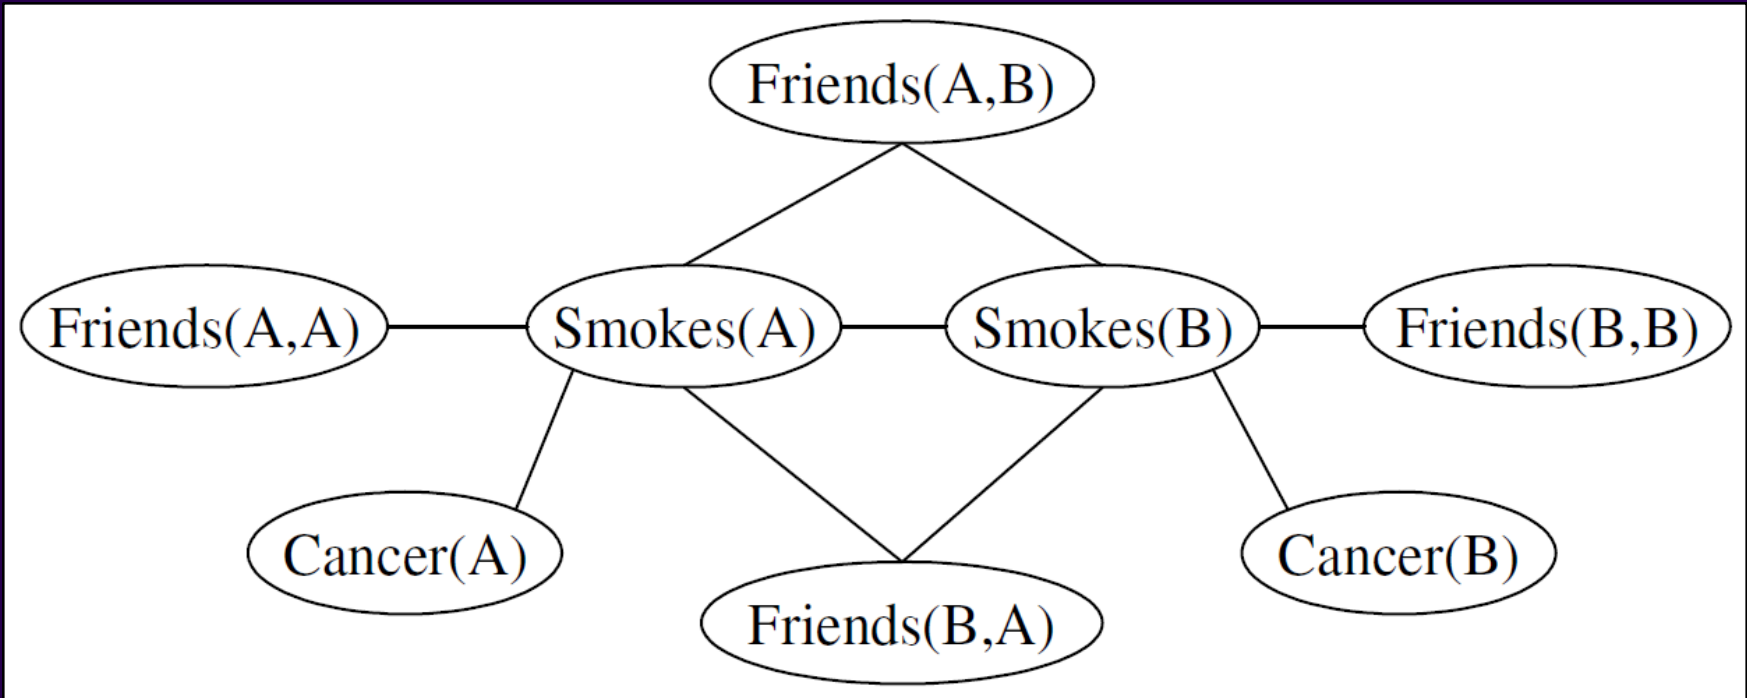 Friends(A,B)
Friends(A,A)
Smokes(A)
Smokes(B)
Friends(B,B)
Cancer(A)
Cancer(B)
Friends(B,A)